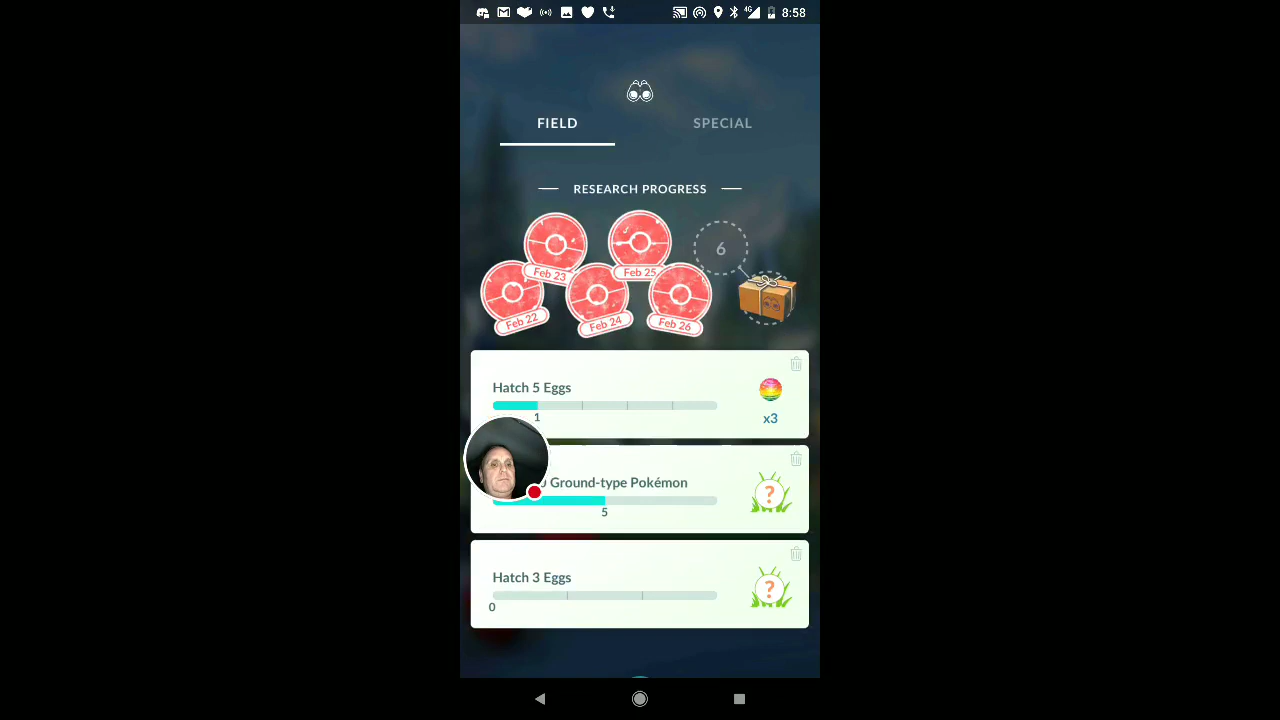 4G 8:58
FIELD SPECIAL
RESEARCH PROGRESS
6
Feb 23 Feb 25
Feb 22 Feb 24 Feb 26
Hatch 5 Eggs
1 x3
Ground-type Pokémon
?
5
Hatch 3 Eggs
?
0